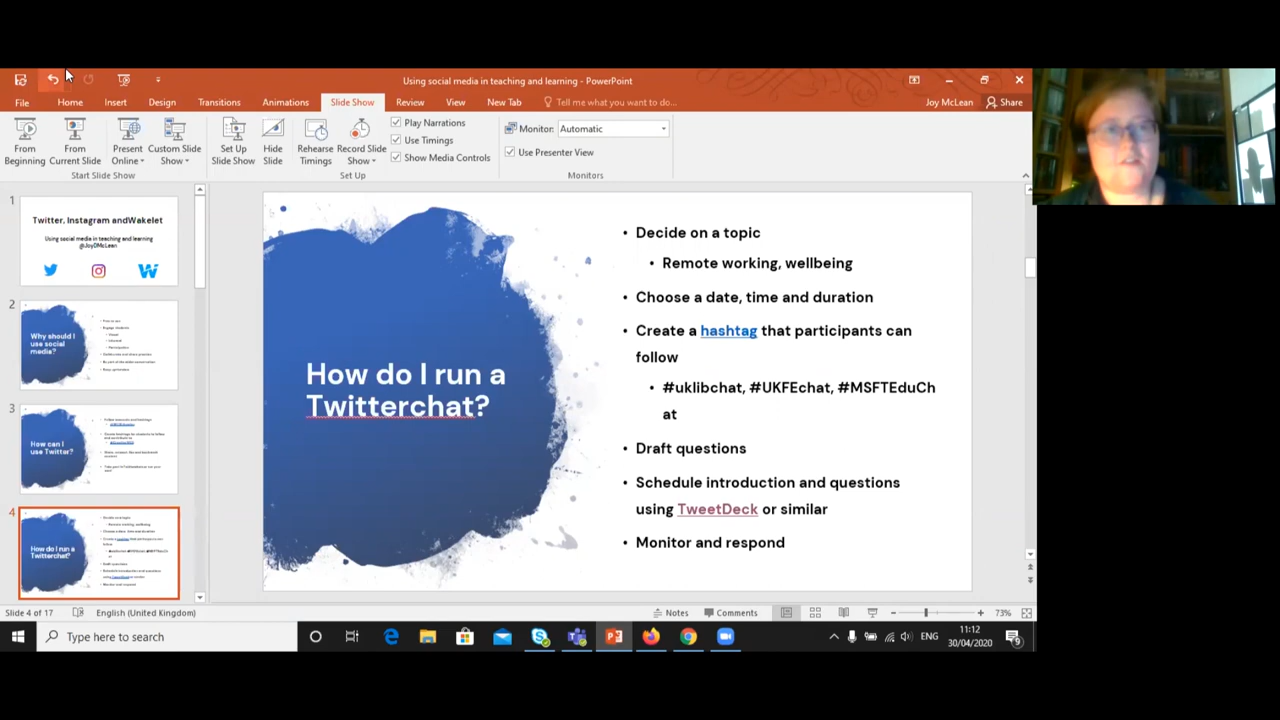 Using social media in teaching and learning - PowerPoint
File Home Insert Design Transitions Animations Slide Show Review View New Tab Tell me what you want to do... Joy McLean Share
From Beginning
From Current Slide
Present Online
Custom Slide Show
Set Up Slide Show
Hide Slide
Rehearse Timings
Record Slide Show
Play Narrations
Use Timings
Show Media Controls
Monitor: Automatic
Use Presenter View
Start Slide Show Set Up Monitors
1
Twitter, Instagram andWakelet
Using social media in teaching and learning
@JoyDMcLean
2
Why should I
use social
media?
3
How can I
use Twitter?
4
How do I run a
Twitterchat?
How do I run a
Twitterchat?
• Decide on a topic
• Remote working, wellbeing
• Choose a date, time and duration
• Create a hashtag that participants can
follow
• #uklibchat, #UKFEchat, #MSFTEduCh
at
• Draft questions
• Schedule introduction and questions
using TweetDeck or similar
• Monitor and respond
Slide 4 of 17 English (United Kingdom) Notes Comments 73%
Type here to search ENG 11:12
30/04/2020
9